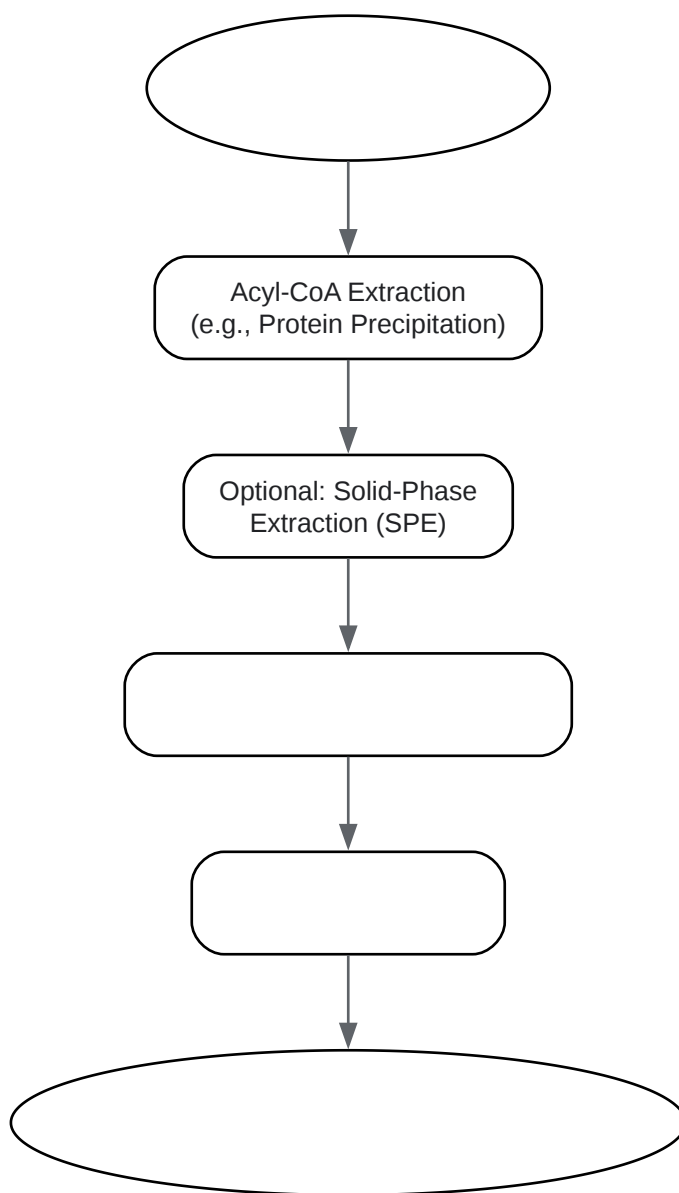 Acyl-CoA Extraction
(e.g., Protein Precipitation)
Optional: Solid-Phase
Extraction (SPE)